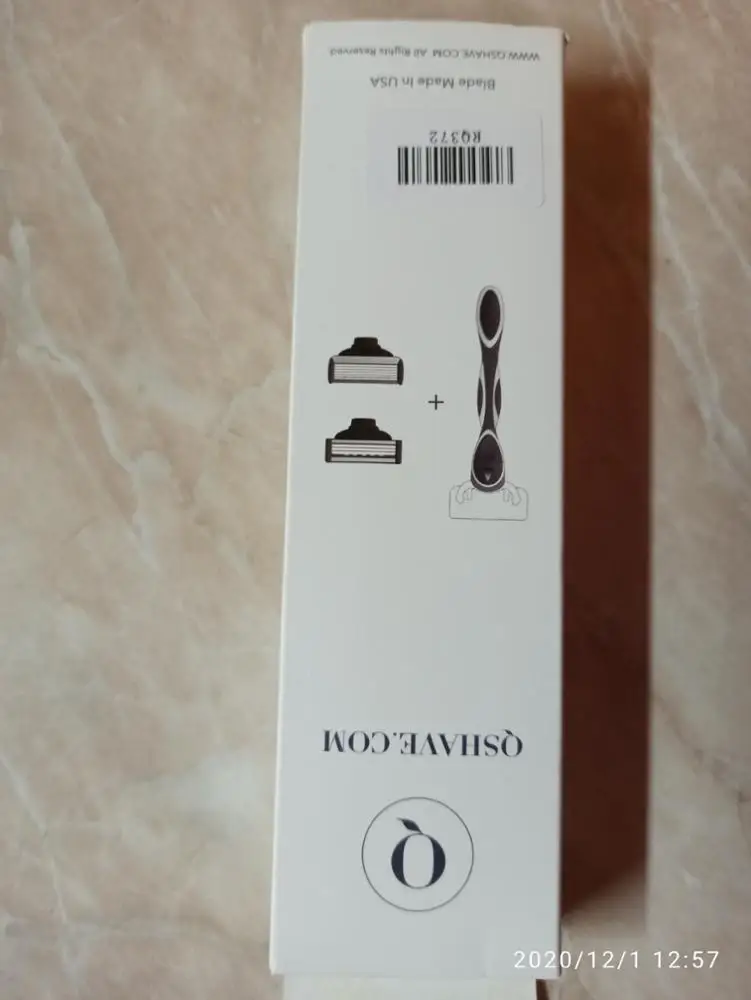 Q
QSHAVE.COM
+
RQ372
Blade Made In USA
WWW.QSHAVE.COM All Rights Reserved
2020/12/1 12:57